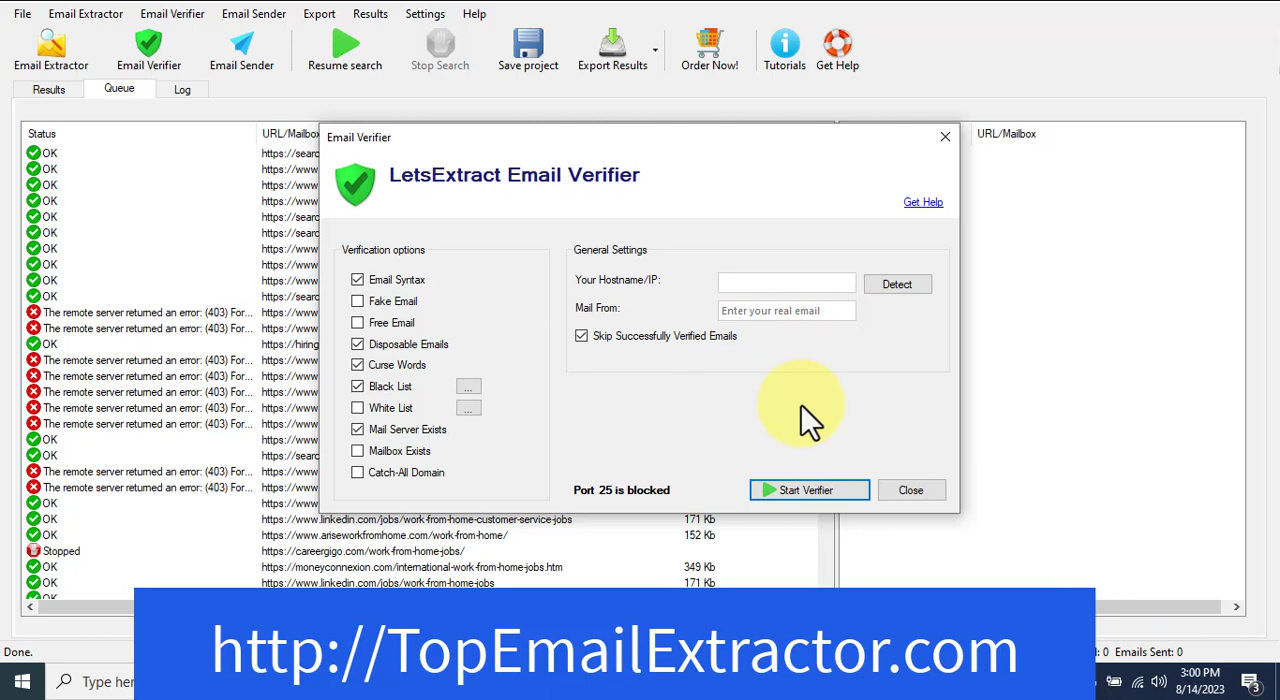 File Email Extractor Email Verifier Email Sender Export Results Settings Help
Email Extractor Email Verifier Email Sender Resume search Stop Search Save project Export Results Order Now! Tutorials Get Help
Results Queue Log
Status URL/Mailbox URL/Mailbox
OK https://searc
OK https://www
OK https://www
OK https://www
OK https://searc
OK https://searc
OK https://www
OK https://www
OK https://www
OK https://searc
The remote server returned an error: (403) For... https://www
The remote server returned an error: (403) For... https://www
OK https://hiring
The remote server returned an error: (403) For... https://www
The remote server returned an error: (403) For... https://www
The remote server returned an error: (403) For... https://www
The remote server returned an error: (403) For... https://www
The remote server returned an error: (403) For... https://www
OK https://www
OK https://searc
The remote server returned an error: (403) For... https://www
The remote server returned an error: (403) For... https://www
OK https://www
OK https://www.linkedin.com/jobs/work-from-home-customer-service-jobs 171 Kb
OK https://www.ariseworkfromhome.com/work-from-home/ 152 Kb
Stopped https://careergigo.com/work-from-home-jobs/
OK https://moneyconnexion.com/international-work-from-home-jobs.htm 349 Kb
OK https://www.linkedin.com/jobs/work-from-home-jobs 171 Kb
OK
Email Verifier
LetsExtract Email Verifier
Get Help
Verification options
Email Syntax
Fake Email
Free Email
Disposable Emails
Curse Words
Black List ...
White List ...
Mail Server Exists
Mailbox Exists
Catch-All Domain
General Settings
Your Hostname/IP: Detect
Mail From: Enter your real email
Skip Successfully Verified Emails
Port 25 is blocked Start Verifier Close
http://TopEmailExtractor.com
Done. : 0 Emails Sent: 0
Type her
3:00 PM
8/14/2023
3